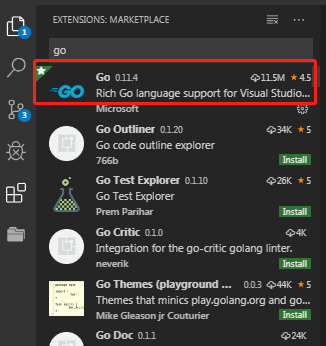 EXTENSIONS: MARKETPLACE
1
go
Go 0.11.4 11.5M ★ 4.5
GO
Rich Go language support for Visual Studio...
Microsoft
3
Go Outliner 0.1.20 34K ★ 5
Go code outline explorer
766b Install
Go Test Explorer 0.1.10 26K ★ 5
Go Test Explorer
Prem Parihar Install
Go Critic 0.1.0 4K
Integration for the go-critic golang linter.
neverik Install
Go Themes (playground ... 0.0.3 44K ★ 5
Themes that minics play.golang.org and go...
Mike Gleason jr Couturier Install
Go Doc 0.1.1 24K